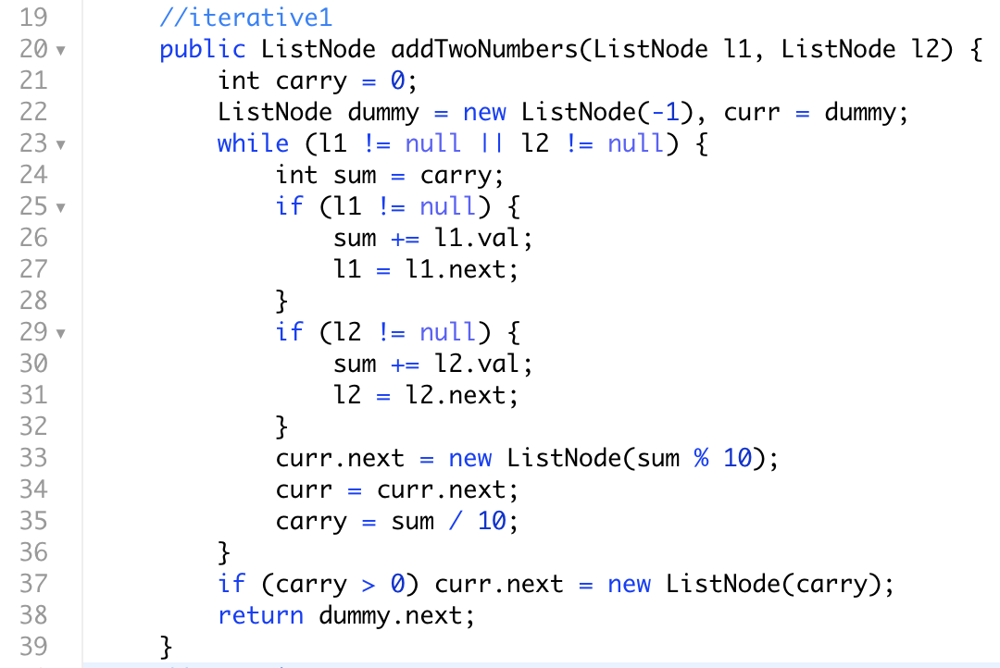 19 //iterative1
20 ▼ public ListNode addTwoNumbers(ListNode l1, ListNode l2) {
21 int carry = 0;
22 ListNode dummy = new ListNode(-1), curr = dummy;
23 ▼ while (l1 != null || l2 != null) {
24 int sum = carry;
25 ▼ if (l1 != null) {
26 sum += l1.val;
27 l1 = l1.next;
28 }
29 ▼ if (l2 != null) {
30 sum += l2.val;
31 l2 = l2.next;
32 }
33 curr.next = new ListNode(sum % 10);
34 curr = curr.next;
35 carry = sum / 10;
36 }
37 if (carry > 0) curr.next = new ListNode(carry);
38 return dummy.next;
39 }